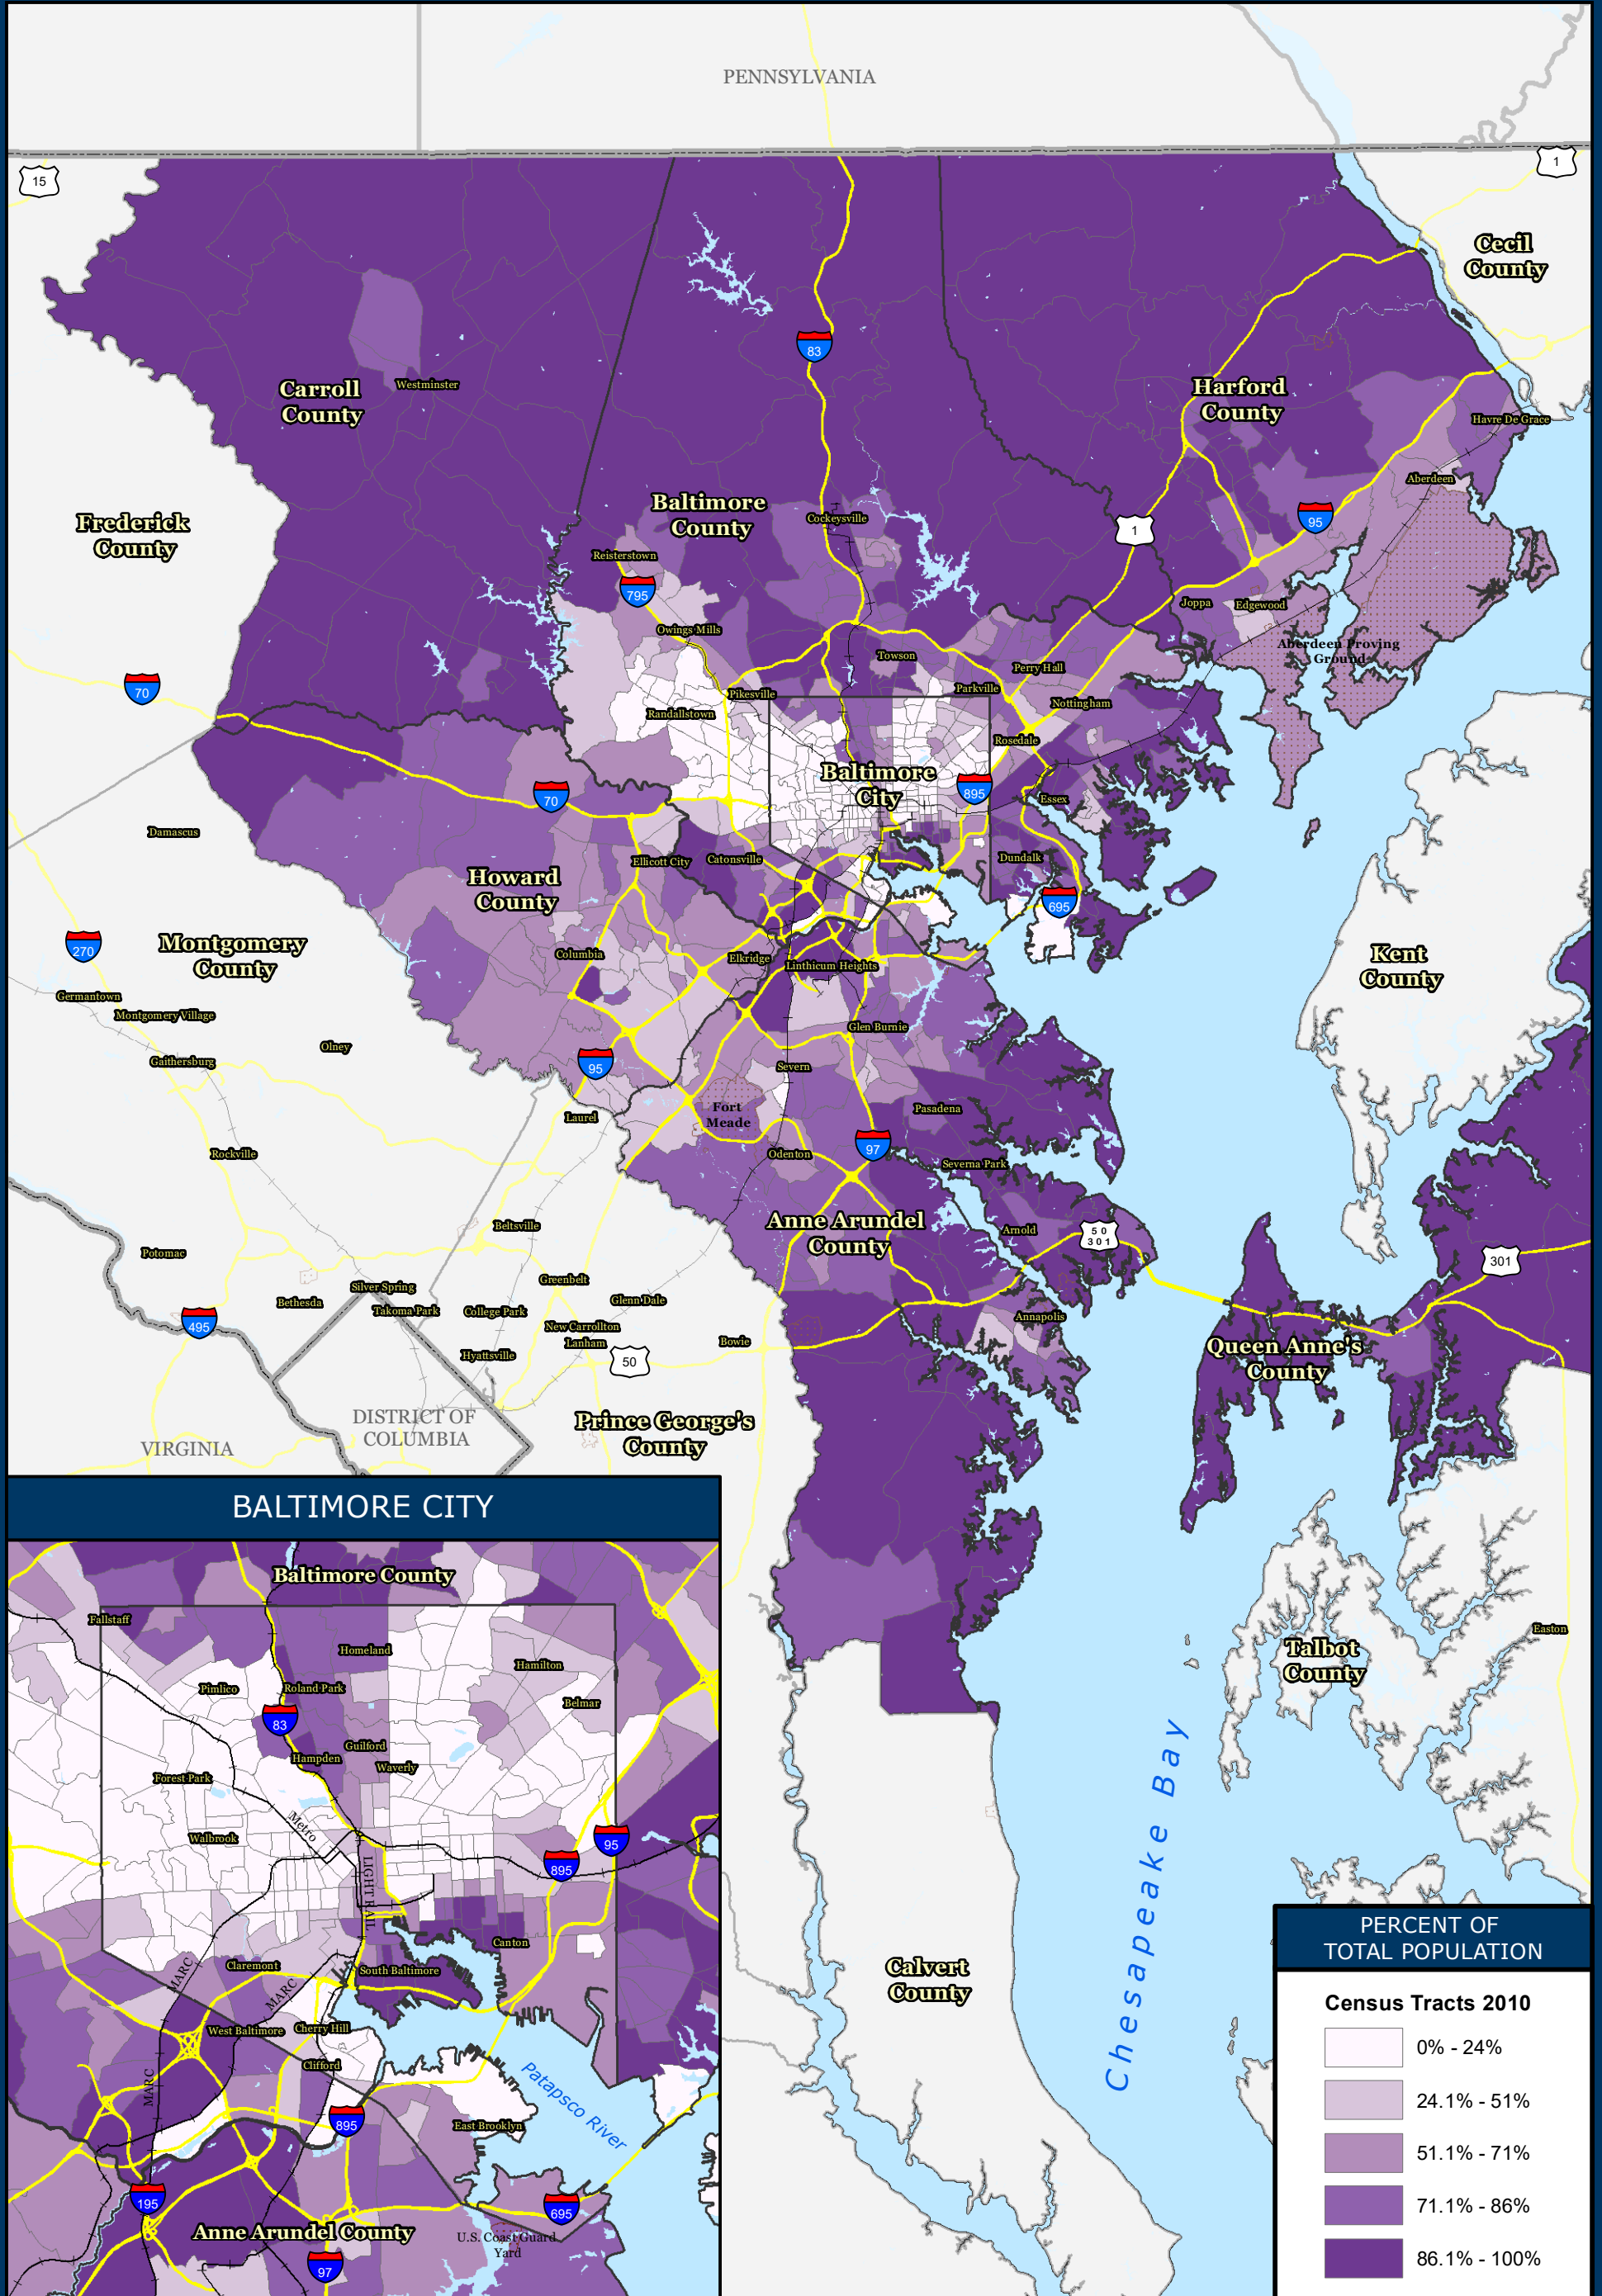 PENNSYLVANIA
15
1
Cecil
County
83
Carroll
County
Westminster
Harford
County
Havre De Grace
Aberdeen
Baltimore
County
Cockeysville
Frederick
County
95
1
Reisterstown
795
Joppa
Edgewood
Owings Mills
Aberdeen Proving
Ground
Towson
Perry Hall
70
Pikesville
Parkville
Nottingham
Randallstown
Rosedale
Baltimore
City
70
895
Essex
Damascus
Ellicott City
Catonsville
Dundalk
Howard
County
695
270
Montgomery
County
Columbia
Elkridge
Linthicum Heights
Kent
County
Germantown
Montgomery Village
Glen Burnie
Olney
Gaithersburg
95
Severn
Fort
Meade
Pasadena
Laurel
97
Rockville
Odenton
Severna Park
Anne Arundel
County
Arnold
50
301
Beltsville
Potomac
301
Silver Spring
Greenbelt
Bethesda
Takoma Park
College Park
Glenn Dale
495
New Carrollton
Lanham
Annapolis
Hyattsville
50
Bowie
Queen Anne's
County
DISTRICT OF
COLUMBIA
VIRGINIA
Prince George's
County
BALTIMORE CITY
Baltimore County
Fallstaff
Homeland
Hamilton
Pimlico
Roland Park
Belmar
83
Guilford
Hampden
Waverly
Forest Park
Metro
Walbrook
95
895
LIGHT RAIL
Canton
Claremont
South Baltimore
MARC
MARC
West Baltimore
Cherry Hill
Clifford
MARC
Patapsco River
895
East Brooklyn
195
695
Anne Arundel County
U.S. Coast Guard
Yard
97
Talbot
County
Easton
Chesapeake Bay
Calvert
County
PERCENT OF
TOTAL POPULATION
Census Tracts 2010
0% - 24%
24.1% - 51%
51.1% - 71%
71.1% - 86%
86.1% - 100%